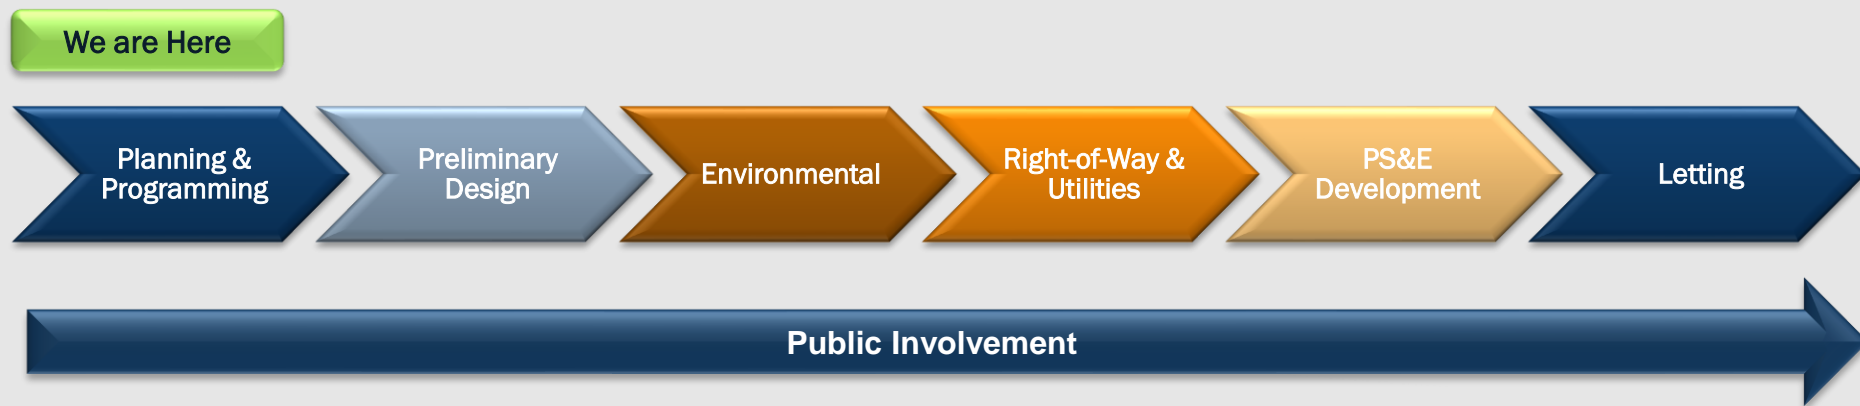 We are Here
Planning &
Programming
Preliminary
Design
Environmental
Right-of-Way &
Utilities
PS&E
Development
Letting
Public Involvement